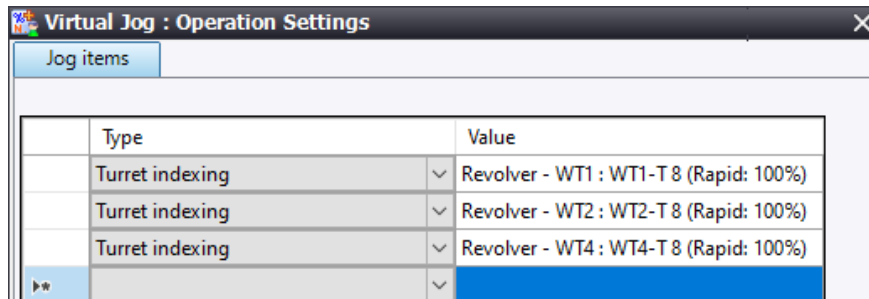 Virtual Jog : Operation Settings
Jog items
Type Value
Turret indexing Revolver - WT1 : WT1-T 8 (Rapid: 100%)
Turret indexing Revolver - WT2 : WT2-T 8 (Rapid: 100%)
Turret indexing Revolver - WT4 : WT4-T 8 (Rapid: 100%)